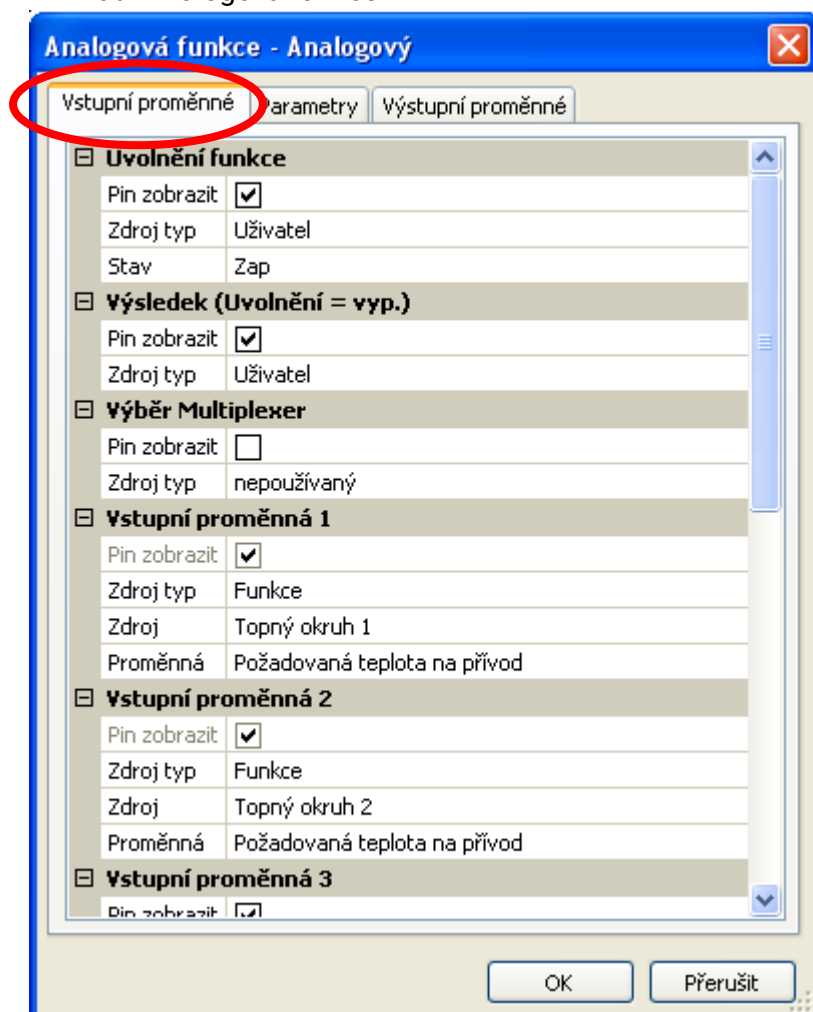 Analogová funkce - Analogový
Vstupní proměnné Parametry Výstupní proměnné
Uvolnění funkce
Pin zobrazit
Zdroj typ Uživatel
Stav Zap
Výsledek (Uvolnění = vyp.)
Pin zobrazit
Zdroj typ Uživatel
Výběr Multiplexer
Pin zobrazit
Zdroj typ nepoužívaný
Vstupní proměnná 1
Pin zobrazit
Zdroj typ Funkce
Zdroj Topný okruh 1
Proměnná Požadovaná teplota na přívod
Vstupní proměnná 2
Pin zobrazit
Zdroj typ Funkce
Zdroj Topný okruh 2
Proměnná Požadovaná teplota na přívod
Vstupní proměnná 3
Pin zobrazit
OK Přerušit